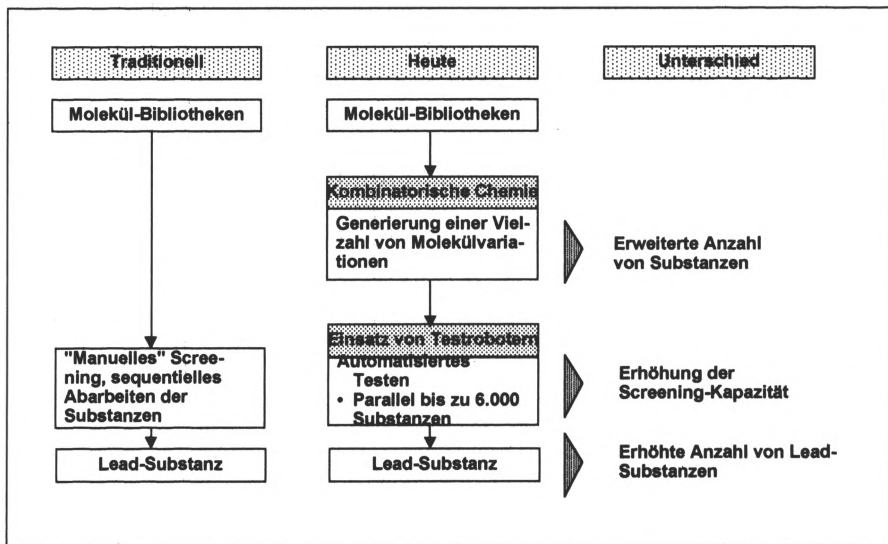 Traditionell
Heute
Unterschied
Molekül-Bibliotheken
Molekül-Bibliotheken
Kombinatorische Chemie
Generierung einer Viel-
zahl von Molekülvaria-
tionen
Erweiterte Anzahl
von Substanzen
"Manuelles" Scree-
ning, sequentielles
Abarbeiten der
Substanzen
Einsatz von Testrobotern
Automatisiertes
Testen
• Parallel bis zu 6.000
Substanzen
Erhöhung der
Screening-Kapazität
Lead-Substanz
Lead-Substanz
Erhöhte Anzahl von Lead-
Substanzen